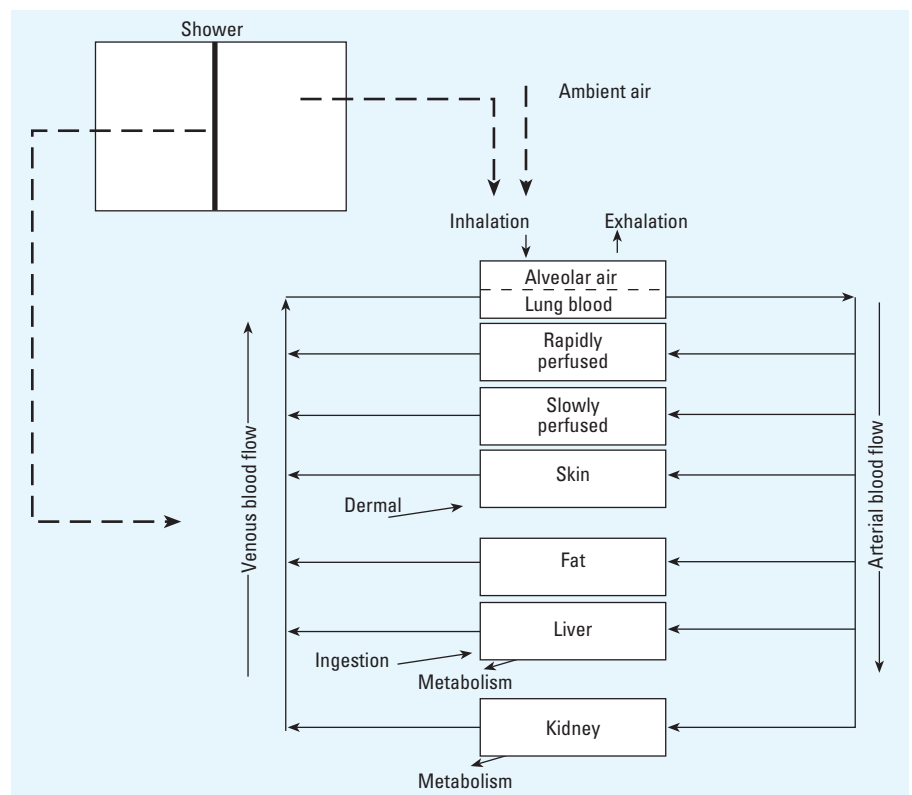 Shower
Ambient air
Inhalation
Exhalation
Alveolar air
Lung blood
Rapidly
perfused
Slowly
perfused
Skin
Dermal
Venous blood flow
Arterial blood flow
Fat
Liver
Ingestion
Metabolism
Kidney
Metabolism